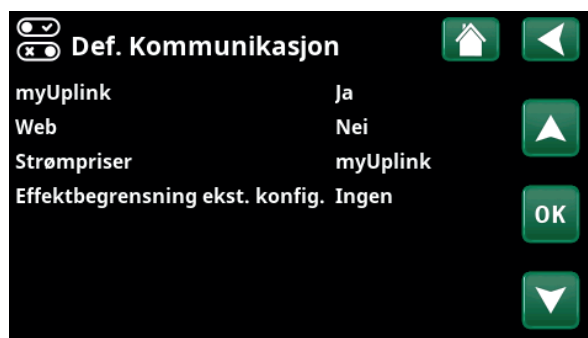 Def. Kommunikasjon
myUplink Ja
Web Nei
Strømpriser myUplink
Effektbegrensning ekst. konfig. Ingen
OK